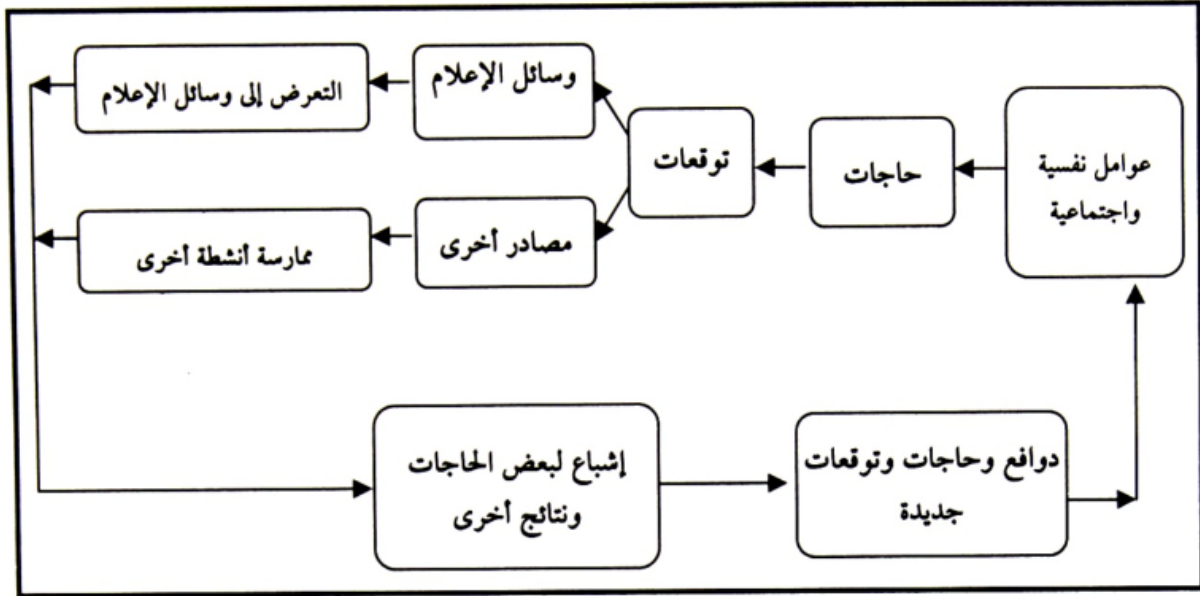 عوامل نفسية
واجتماعية
حاجات
توقعات
وسائل الإعلام
التعرض إلى وسائل الإعلام
مصادر أخرى
ممارسة أنشطة أخرى
إشباع لبعض الحاجات
ونتائج أخرى
دوافع وحاجات وتوقعات
جديدة